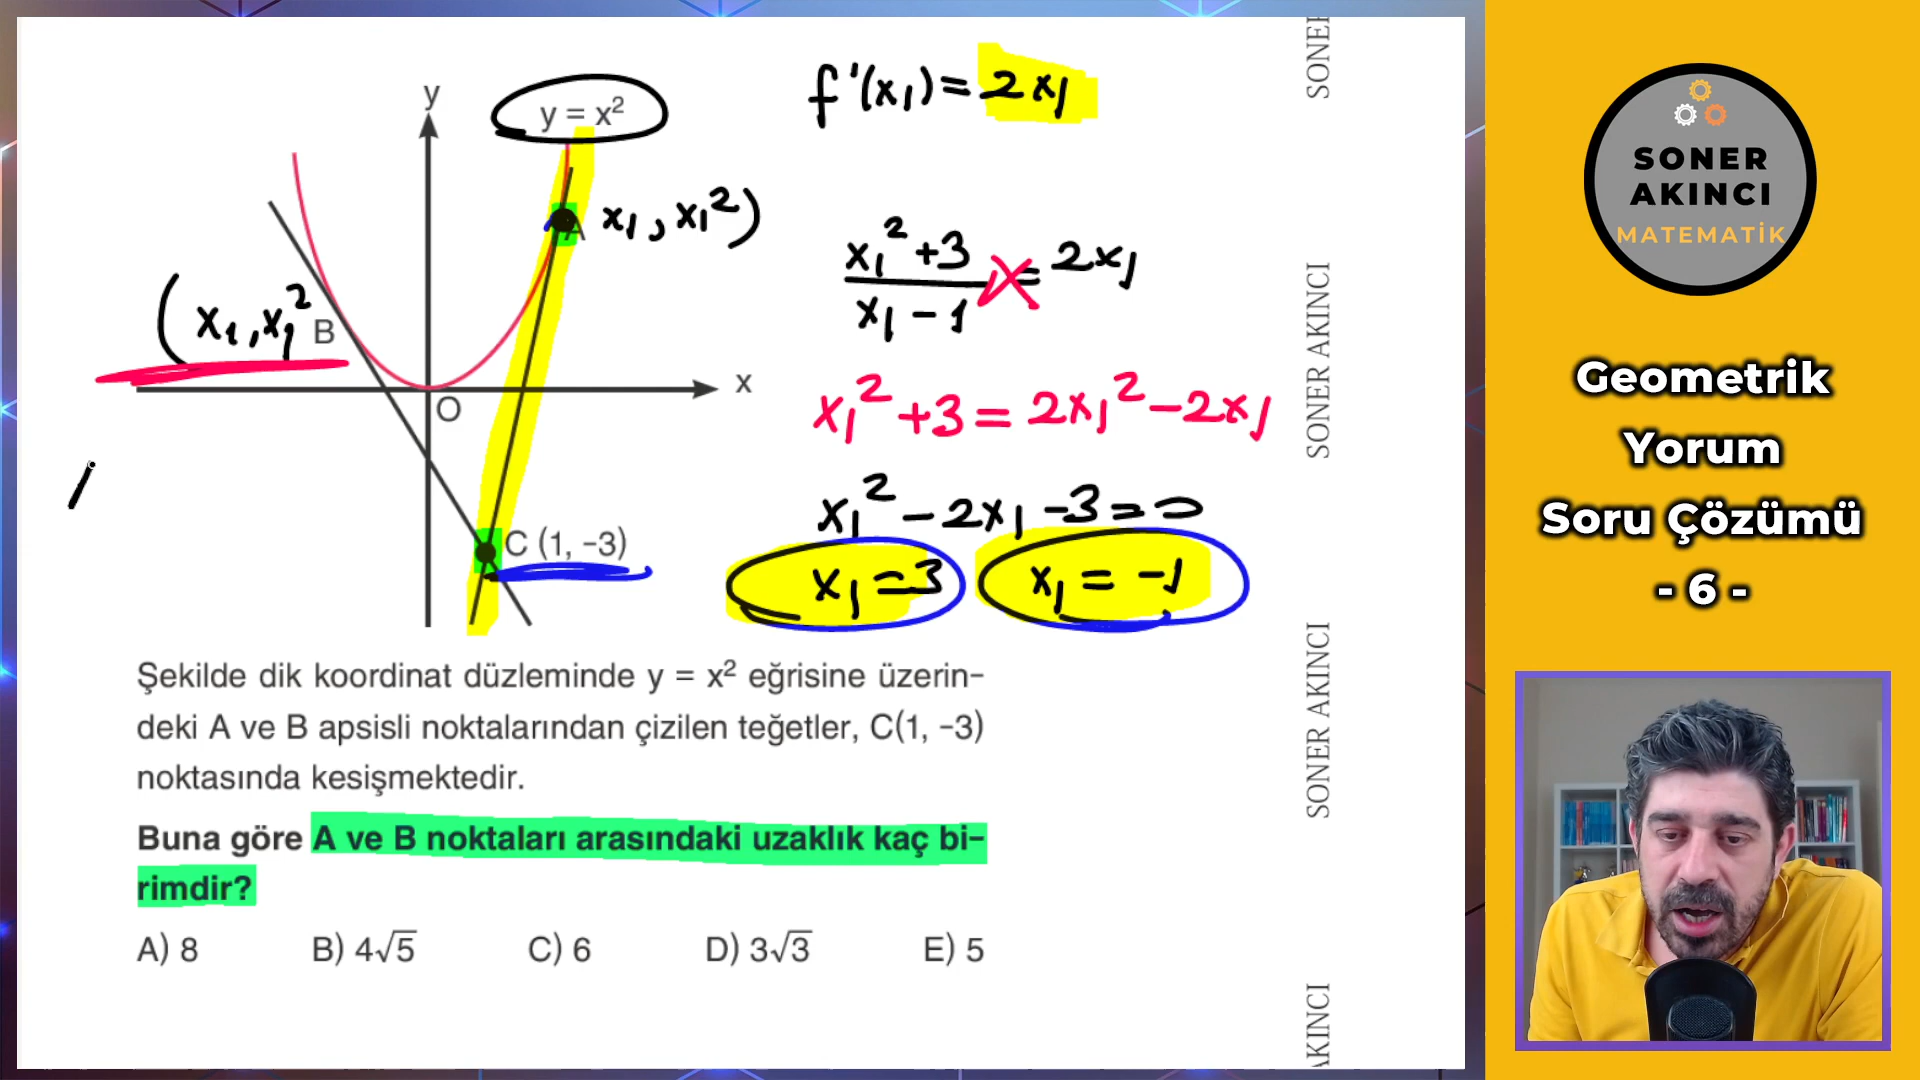 y
y = x²
f'(x₁) = 2x₁
A
x₁, x₁²)
x₁² + 3 / x₁ - 1 = 2x₁
(x₁, x₁²
B
x
O
x₁² + 3 = 2x₁² - 2x₁
x₁² - 2x₁ - 3 = 0
C (1, -3)
x₁ = 3
x₁ = -1
Şekilde dik koordinat düzleminde y = x² eğrisine üzerin-
deki A ve B apsisli noktalarından çizilen teğetler, C(1, -3)
noktasında kesişmektedir.
Buna göre A ve B noktaları arasındaki uzaklık kaç bi-
rimdir?
A) 8 B) 4√5 C) 6 D) 3√3 E) 5
SONER
SONER AKINCI
SONER AKINCI
AKINCI
SONER
AKINCI
MATEMATİK
Geometrik
Yorum
Soru Çözümü
- 6 -